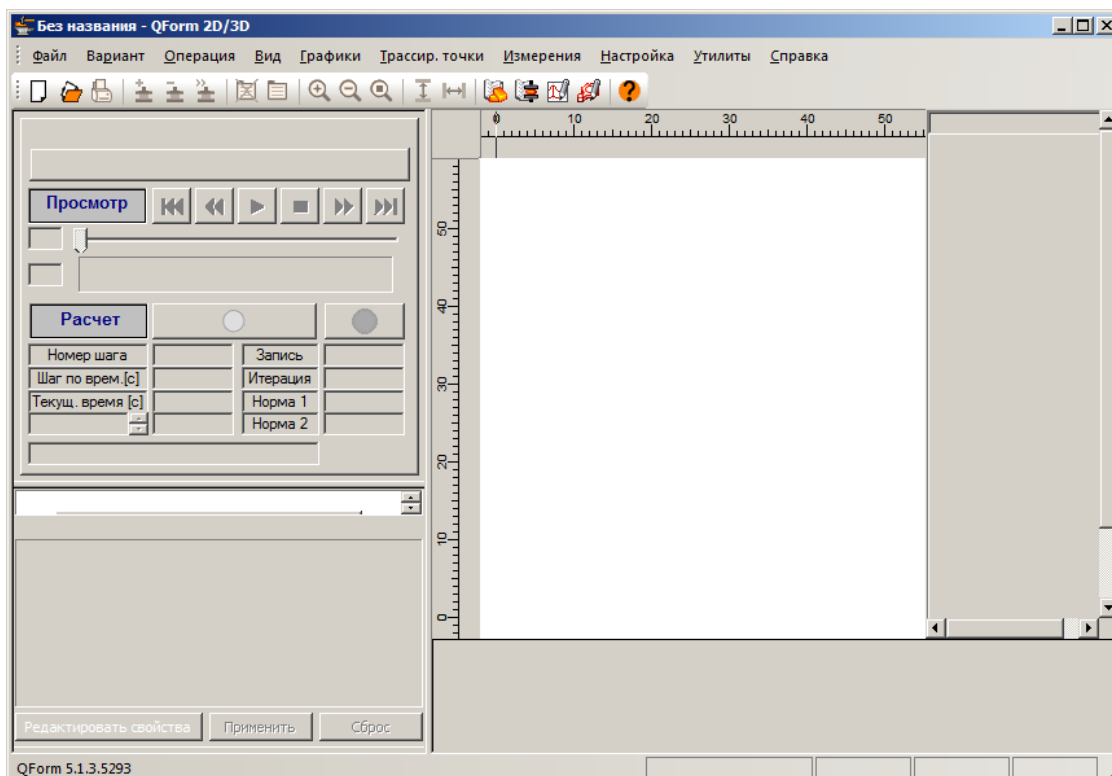 Без названия - QForm 2D/3D
Файл Вариант Операция Вид Графики Трассир. точки Измерения Настройка Утилиты Справка
0 10 20 30 40 50
Просмотр
50
40
Расчет
Номер шага Запись
Шаг по врем.[с] Итерация
30
Текущ. время [с] Норма 1
Норма 2
20
10
0
Редактировать свойства Применить Сброс
QForm 5.1.3.5293